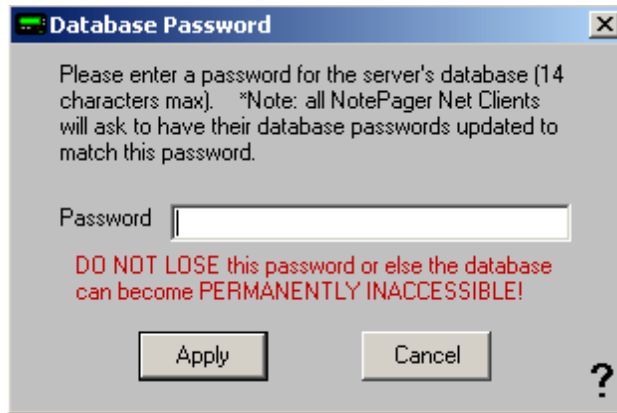 Database Password
Please enter a password for the server's database (14
characters max).    *Note: all NotePager Net Clients
will ask to have their database passwords updated to
match this password.
Password
DO NOT LOSE this password or else the database
can become PERMANENTLY INACCESSIBLE!
Apply Cancel
?